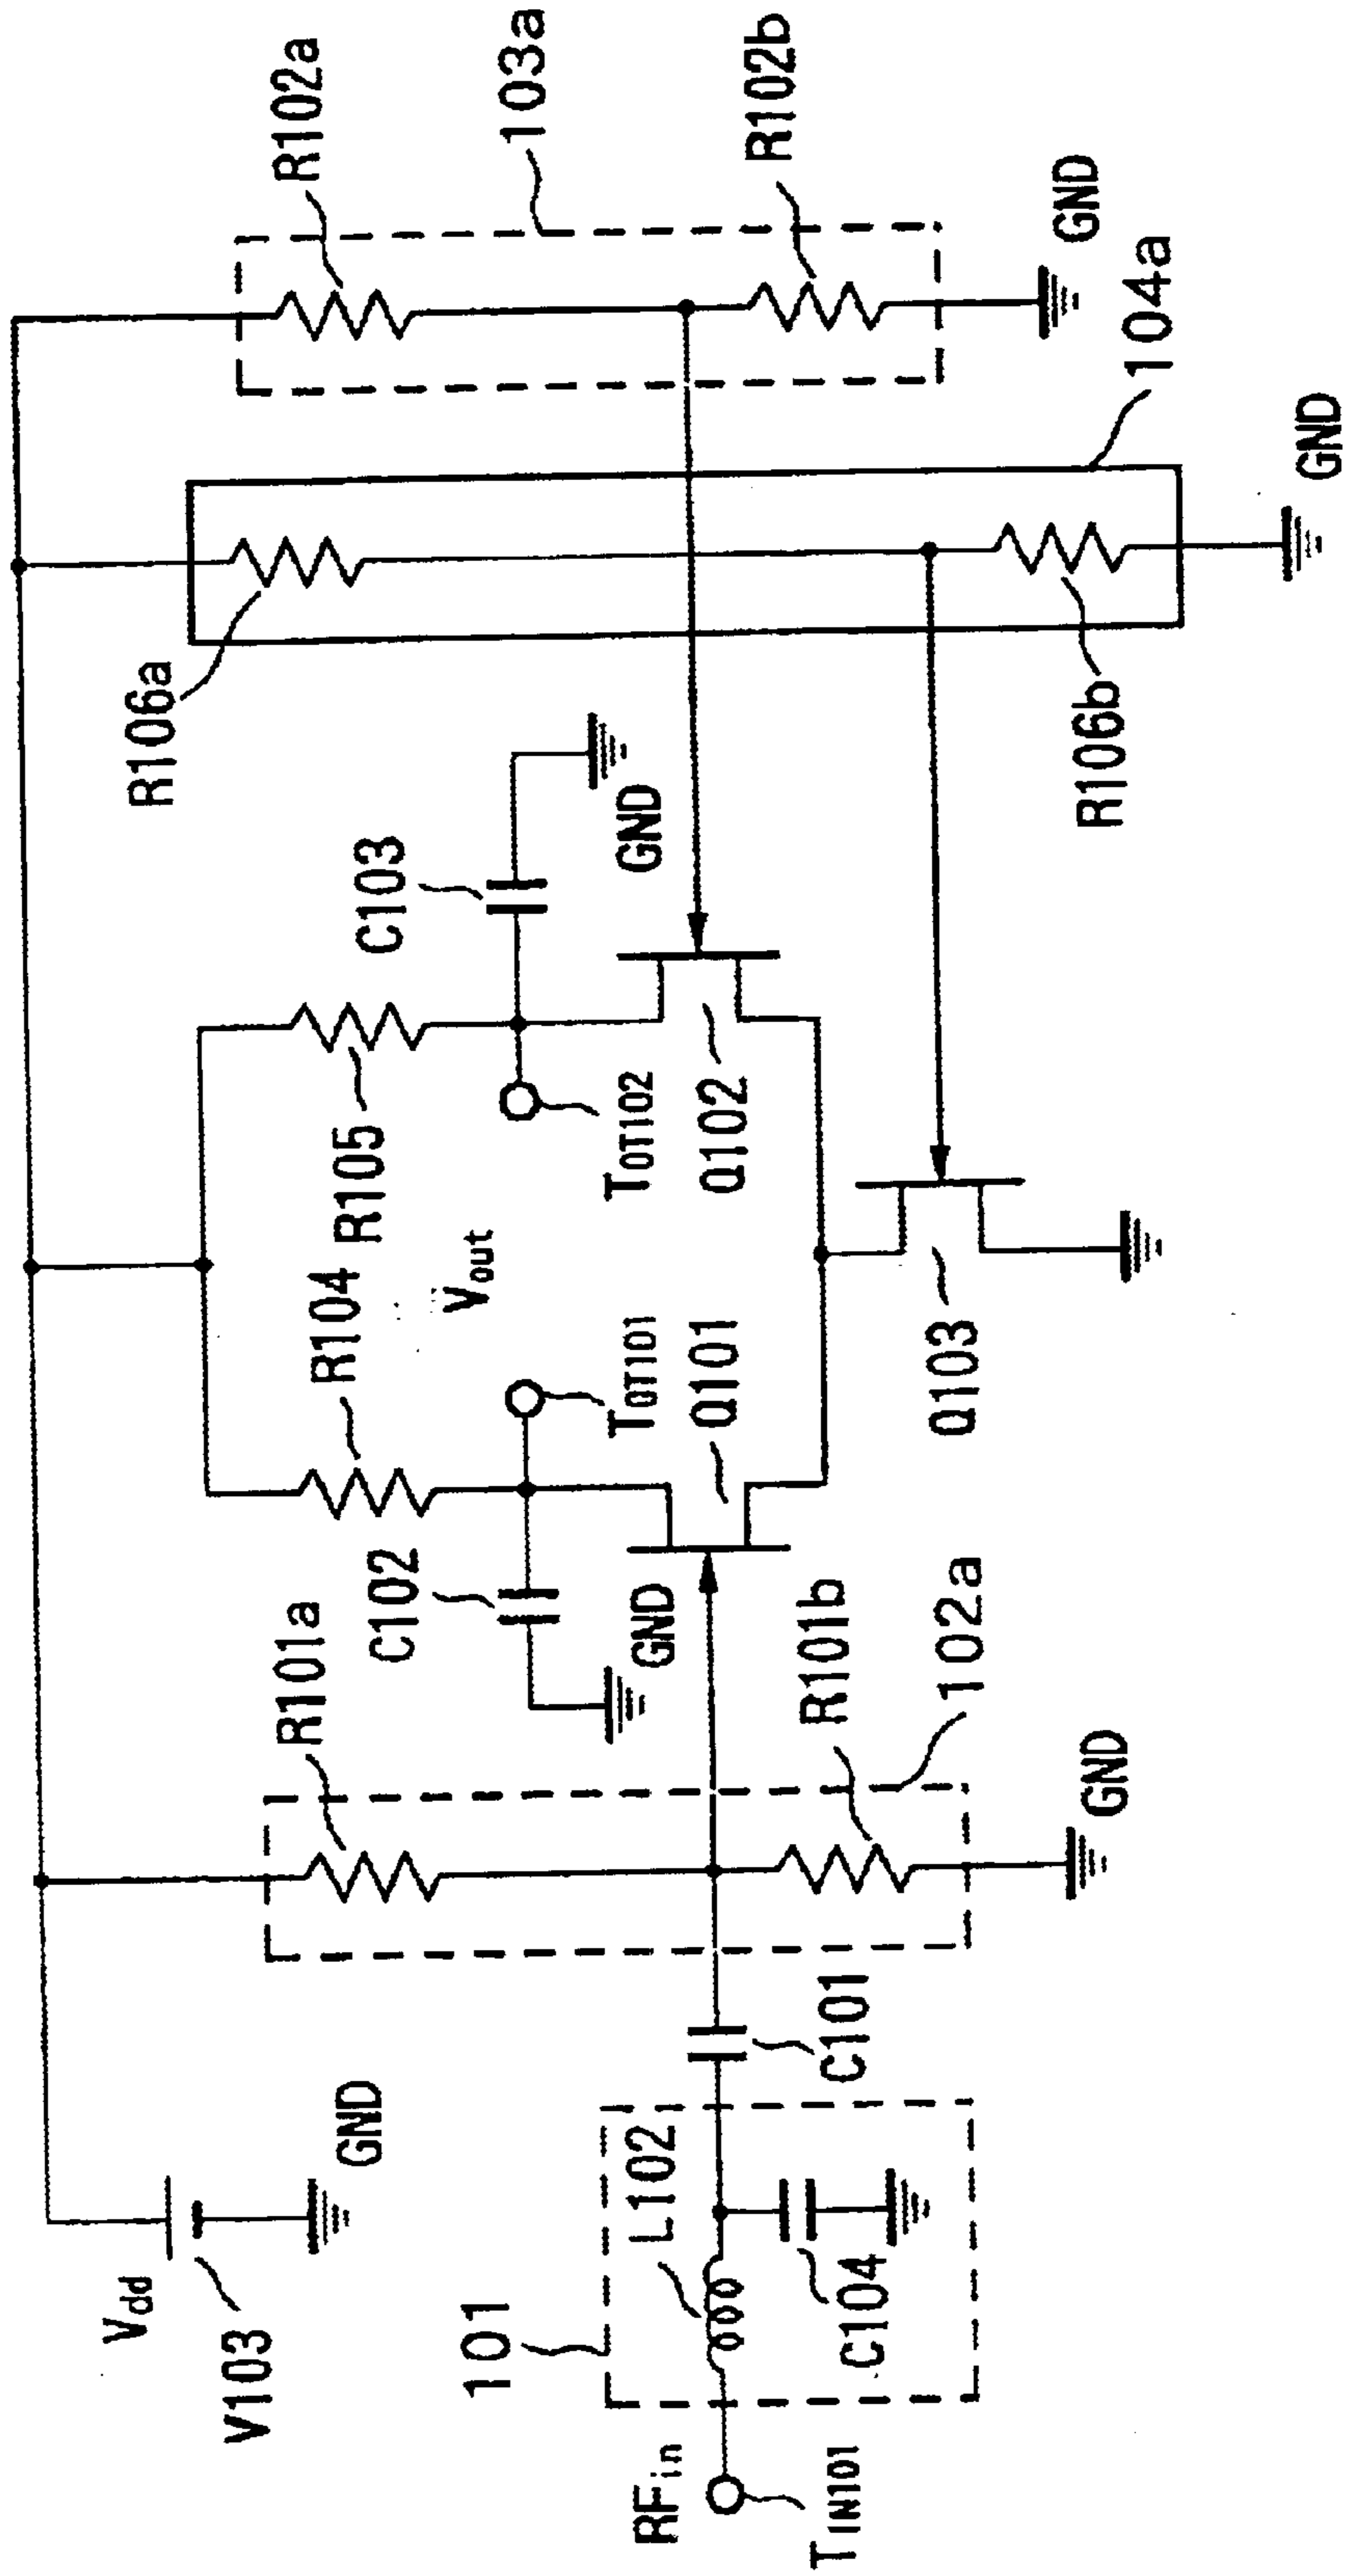 Vdd
V103
GND
101
RFin
TIN101
L102
C104
C101
R101a
R101b
102a
GND
C102
GND
R104
R105
Vout
TOT101
TOT102
Q101
Q102
Q103
C103
GND
R106a
R106b
104a
GND
R102a
103a
R102b
GND